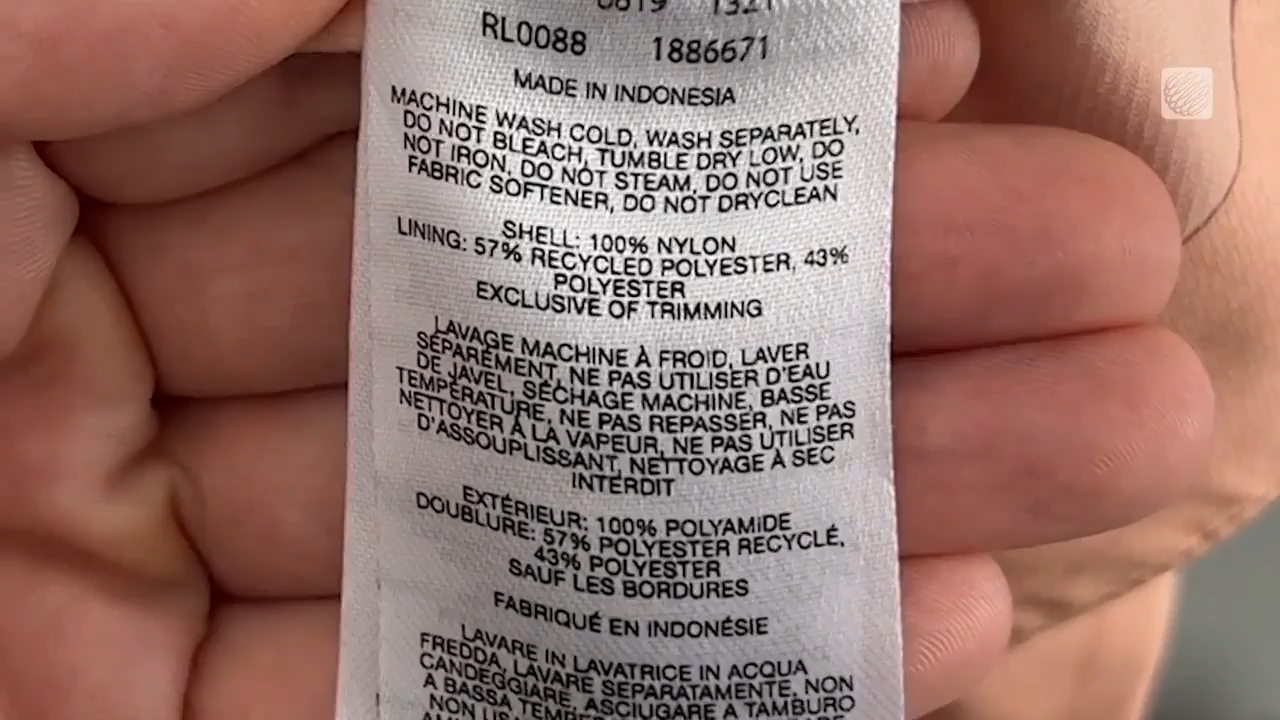 RL0088 1886671
MADE IN INDONESIA
MACHINE WASH COLD, WASH SEPARATELY,
DO NOT BLEACH, TUMBLE DRY LOW, DO
NOT IRON, DO NOT STEAM, DO NOT USE
FABRIC SOFTENER, DO NOT DRYCLEAN
SHELL: 100% NYLON
LINING: 57% RECYCLED POLYESTER, 43%
POLYESTER
EXCLUSIVE OF TRIMMING
LAVAGE MACHINE À FROID, LAVER
SÉPARÉMENT, NE PAS UTILISER D'EAU
DE JAVEL, SÉCHAGE MACHINE, BASSE
TEMPÉRATURE, NE PAS REPASSER, NE PAS
NETTOYER À LA VAPEUR, NE PAS UTILISER
D'ASSOUPLISSANT, NETTOYAGE À SEC
INTERDIT
EXTÉRIEUR: 100% POLYAMIDE
DOUBLURE: 57% POLYESTER RECYCLÉ,
43% POLYESTER
SAUF LES BORDURES
FABRIQUÉ EN INDONÉSIE
LAVARE IN LAVATRICE IN ACQUA
FREDDA, LAVARE SEPARATAMENTE, NON
CANDEGGIARE, ASCIUGARE A TAMBURO
A BASSA
NON